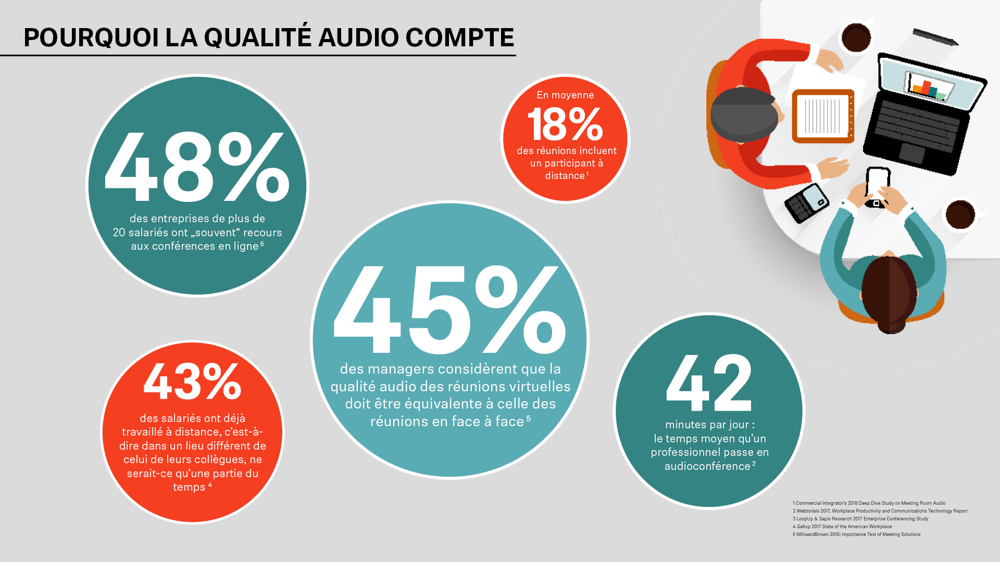 POURQUOI LA QUALITÉ AUDIO COMPTE
48%
des entreprises de plus de
20 salariés ont „souvent“ recours
aux conférences en ligne 5
En moyenne
18%
des réunions incluent
un participant à
distance 1
45%
des managers considèrent que la
qualité audio des réunions virtuelles
doit être équivalente à celle des
réunions en face à face 5
43%
des salariés ont déjà
travaillé à distance, c’est-à-
dire dans un lieu différent de
celui de leurs collègues, ne
serait-ce qu’une partie du
temps 4
42
minutes par jour :
le temps moyen qu’un
professionnel passe en
audioconférence 2
1 Commercial Integrator's 2018 Deep Dive Study on Meeting Room Audio
2 Webtorials 2017, Workplace Productivity and Communications Technology Report
3 LoopUp & Sapio Research 2017 Enterprise Conferencing Study
4 Gallup 2017 State of the American Workplace
5 MillwardBrown 2016: Importance Test of Meeting Solutions